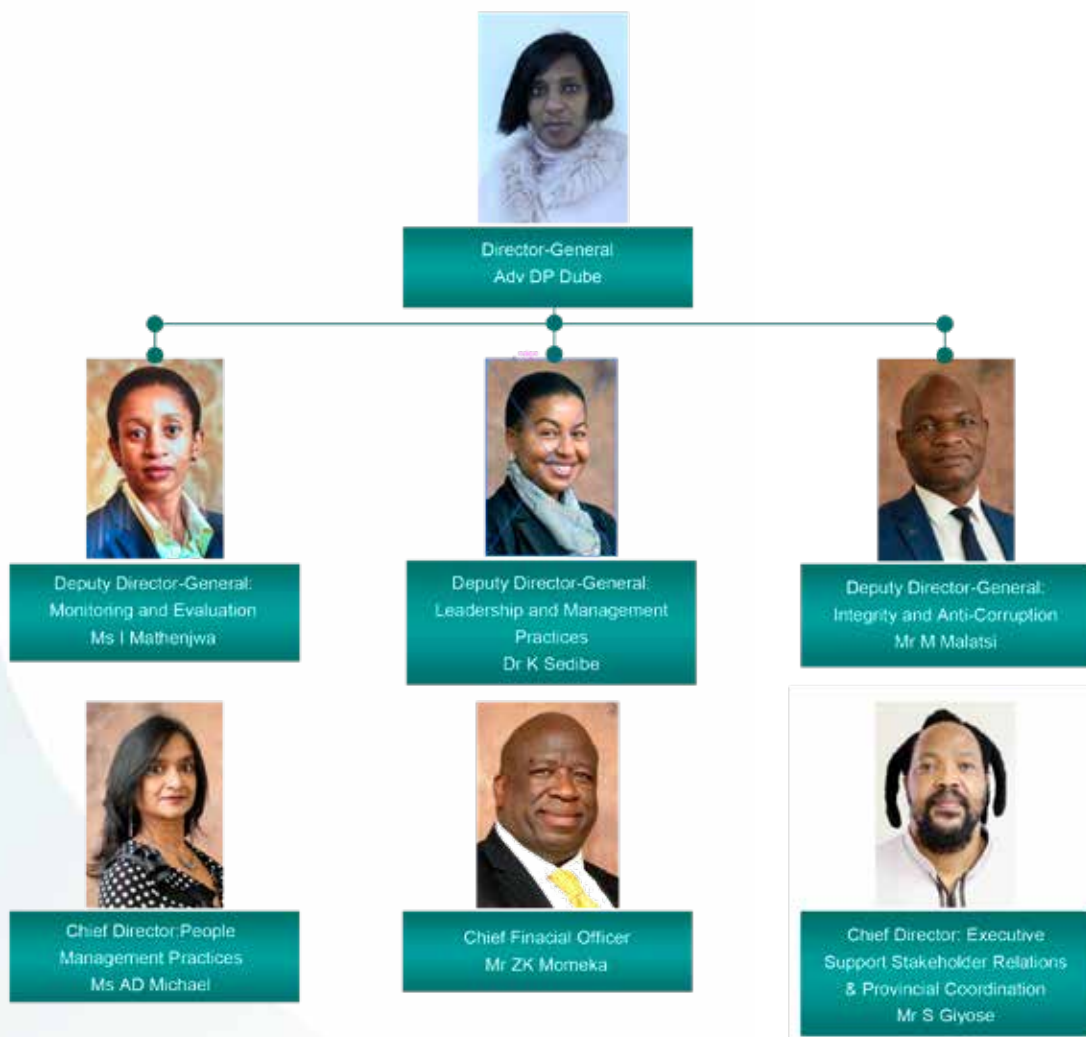 Director-General
Adv DP Dube
Deputy Director-General:
Monitoring and Evaluation
Ms I Mathenjwa
Deputy Director-General:
Leadership and Management
Practices
Dr K Sedibe
Deputy Director-General:
Integrity and Anti-Corruption
Mr M Malatsi
Chief Director:People
Management Practices
Ms AD Michael
Chief Finacial Officer
Mr ZK Momeka
Chief Director: Executive
Support Stakeholder Relations
& Provincial Coordination
Mr S Giyose